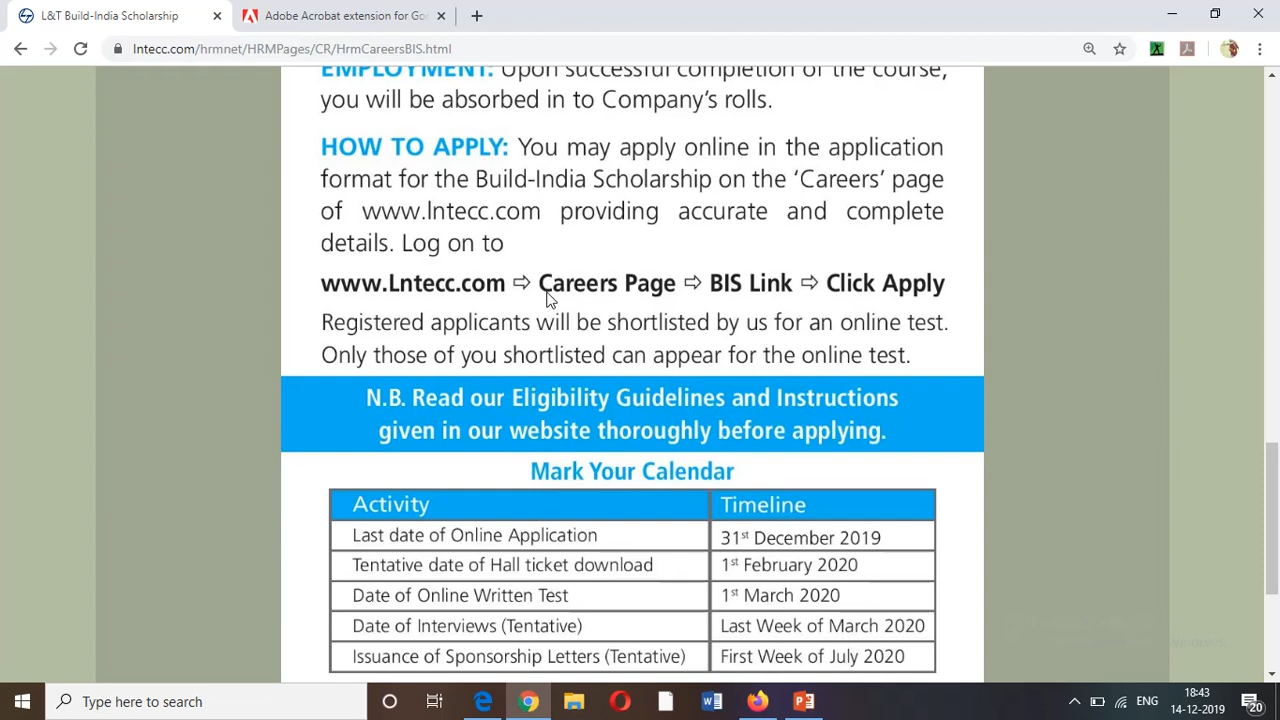 L&T Build-India Scholarship
Adobe Acrobat extension for Goo
lntecc.com/hrmnet/HRMPages/CR/HrmCareersBIS.html
EMPLOYMENT: Upon successful completion of the course,
you will be absorbed in to Company's rolls.
HOW TO APPLY: You may apply online in the application
format for the Build-India Scholarship on the ‘Careers’ page
of www.lntecc.com providing accurate and complete
details. Log on to
www.Lntecc.com ⇨ Careers Page ⇨ BIS Link ⇨ Click Apply
Registered applicants will be shortlisted by us for an online test.
Only those of you shortlisted can appear for the online test.
N.B. Read our Eligibility Guidelines and Instructions
given in our website thoroughly before applying.
Mark Your Calendar
Activity Timeline
Last date of Online Application 31st December 2019
Tentative date of Hall ticket download 1st February 2020
Date of Online Written Test 1st March 2020
Date of Interviews (Tentative) Last Week of March 2020
Issuance of Sponsorship Letters (Tentative) First Week of July 2020
Type here to search
ENG
18:43
14-12-2019
20